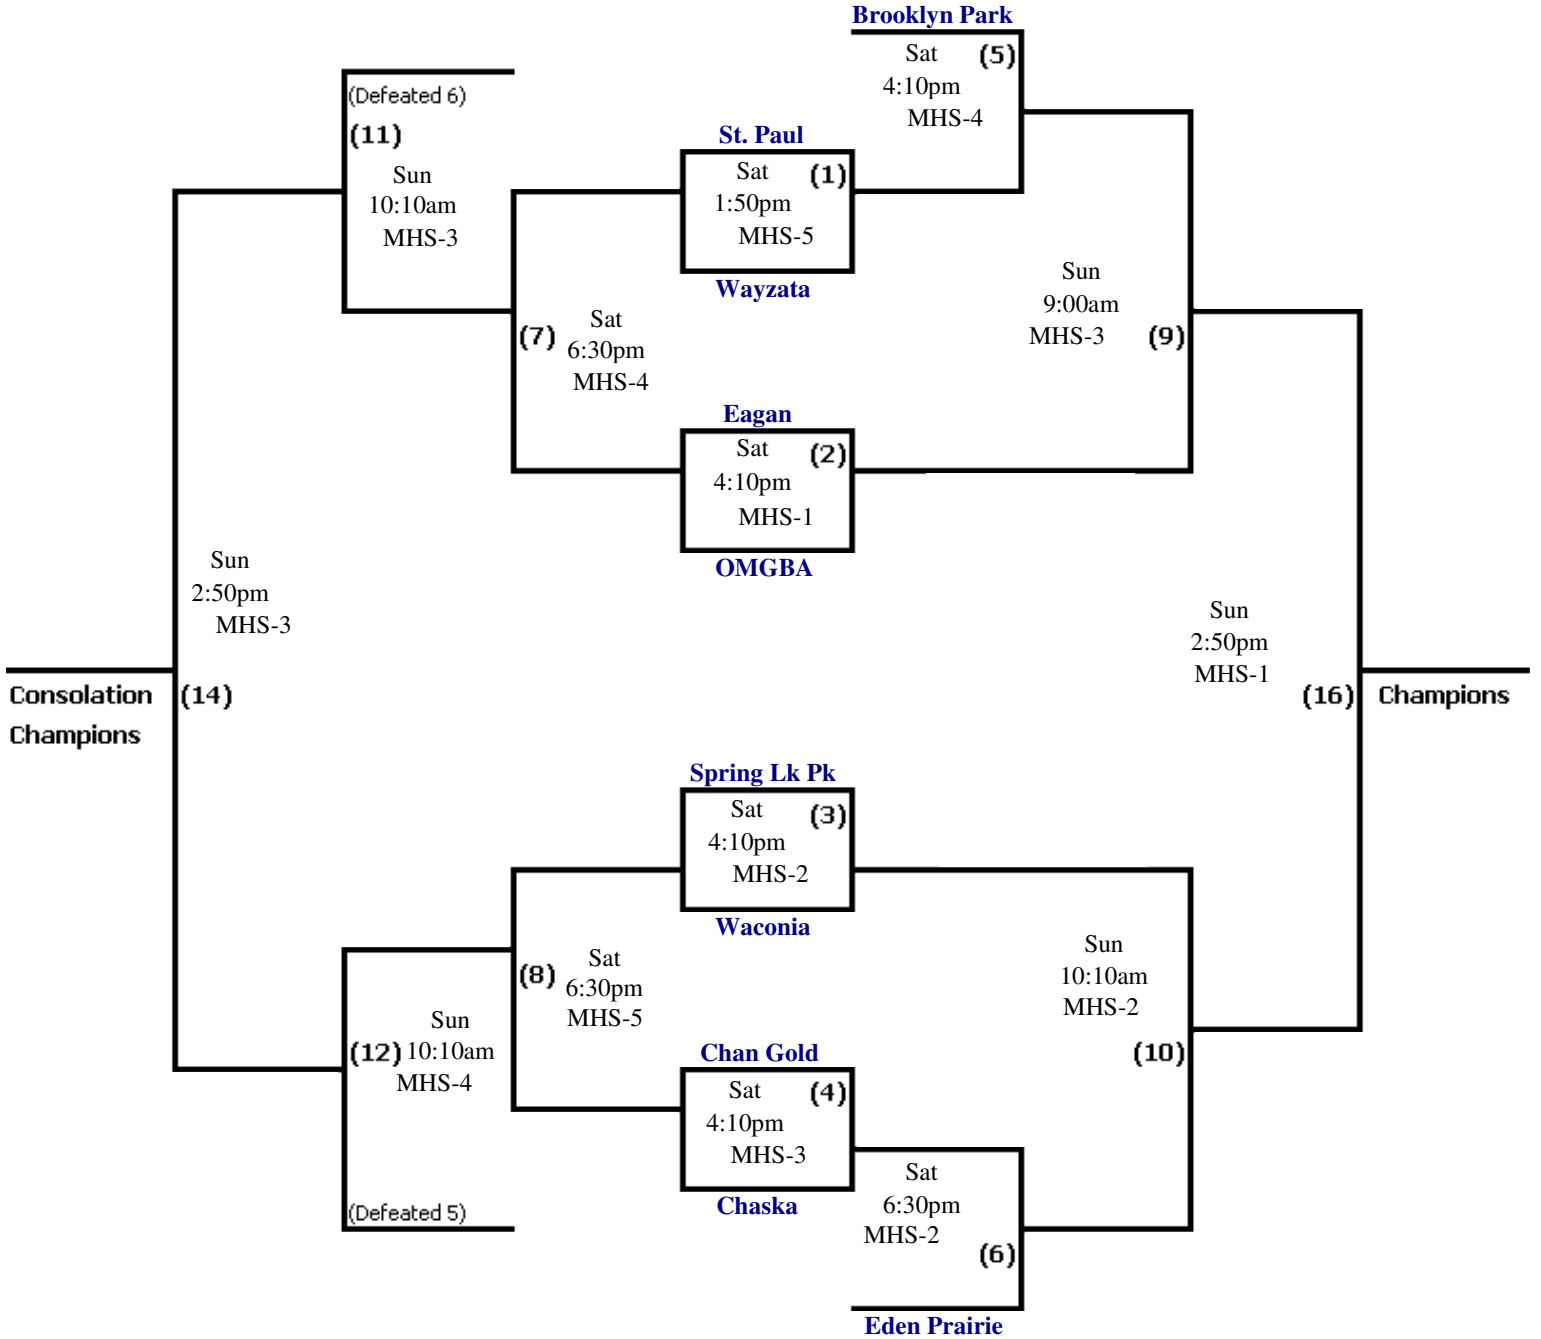 Brooklyn Park
Sat (5)
4:10pm
MHS-4
(Defeated 6)
(11)
Sun
10:10am
MHS-3
St. Paul
Sat (1)
1:50pm
MHS-5
Wayzata
Sun
9:00am
MHS-3 (9)
Sat
(7) 6:30pm
MHS-4
Eagan
Sat (2)
4:10pm
MHS-1
OMGBA
Sun
2:50pm
MHS-3
Sun
2:50pm
MHS-1
Consolation (14)
Champions
(16) Champions
Spring Lk Pk
Sat (3)
4:10pm
MHS-2
Waconia
Sat
(8) 6:30pm
MHS-5
Sun
10:10am
MHS-2
(10)
Sun
(12) 10:10am
MHS-4
Chan Gold
Sat (4)
4:10pm
MHS-3
Chaska
Sat
6:30pm
MHS-2
(6)
(Defeated 5)
Eden Prairie